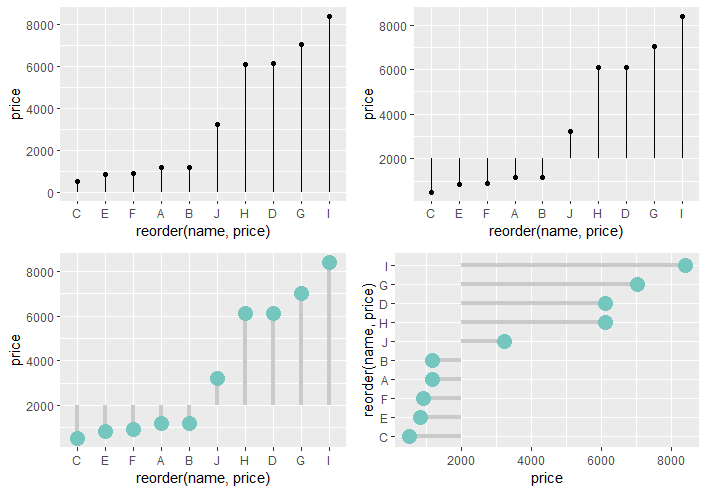 8000
6000
4000
2000
0
price
C E F A B J H D G I
reorder(name, price)
8000
6000
4000
2000
price
C E F A B J H D G I
reorder(name, price)
8000
6000
4000
2000
price
C E F A B J H D G I
reorder(name, price)
I
G
D
H
J
B
A
F
E
C
reorder(name, price)
2000 4000 6000 8000
price